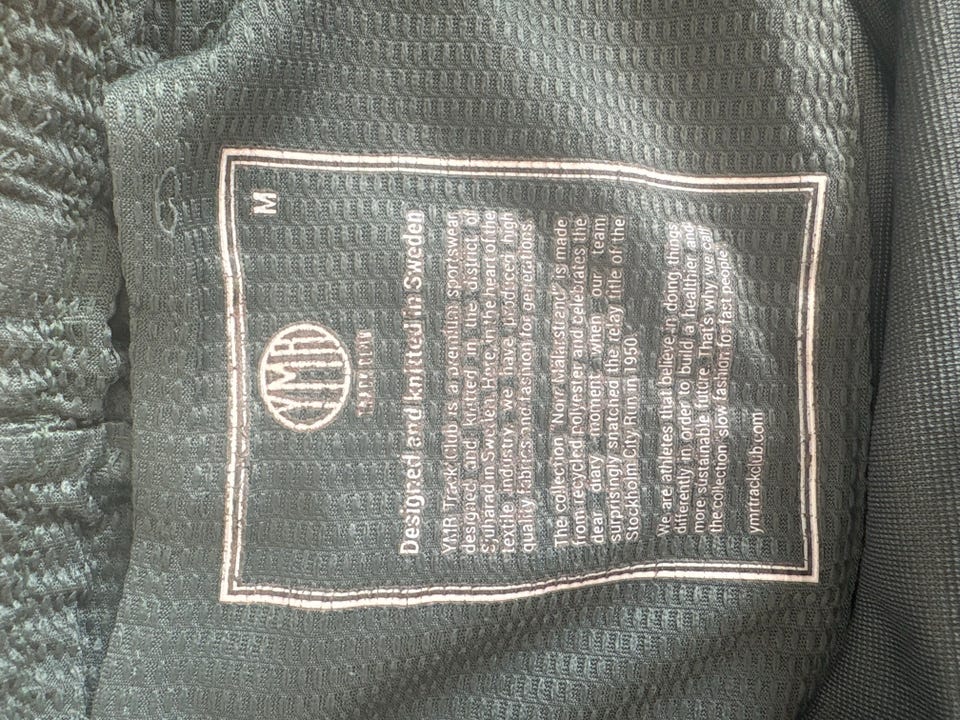 M
YMR
Designed and knitted in Sweden
YMR Track Club is a premium sportswear
designed and knitted in the district of
Sjuhärad in Sweden. Here, in the heart of the
textile industry, we have produced high
quality fabrics and fashion for generations.
The collection is made
from recycled polyester and celebrates the
dear diary moment when our team
surprisingly snatched the relay title of the
Stockholm City Run in 1950.
We are athletes that believe in doing things
differently in order to build a healthier and
more sustainable future. That's why we call
the collection "slow fashion for fast people".
ymrtrackclub.com